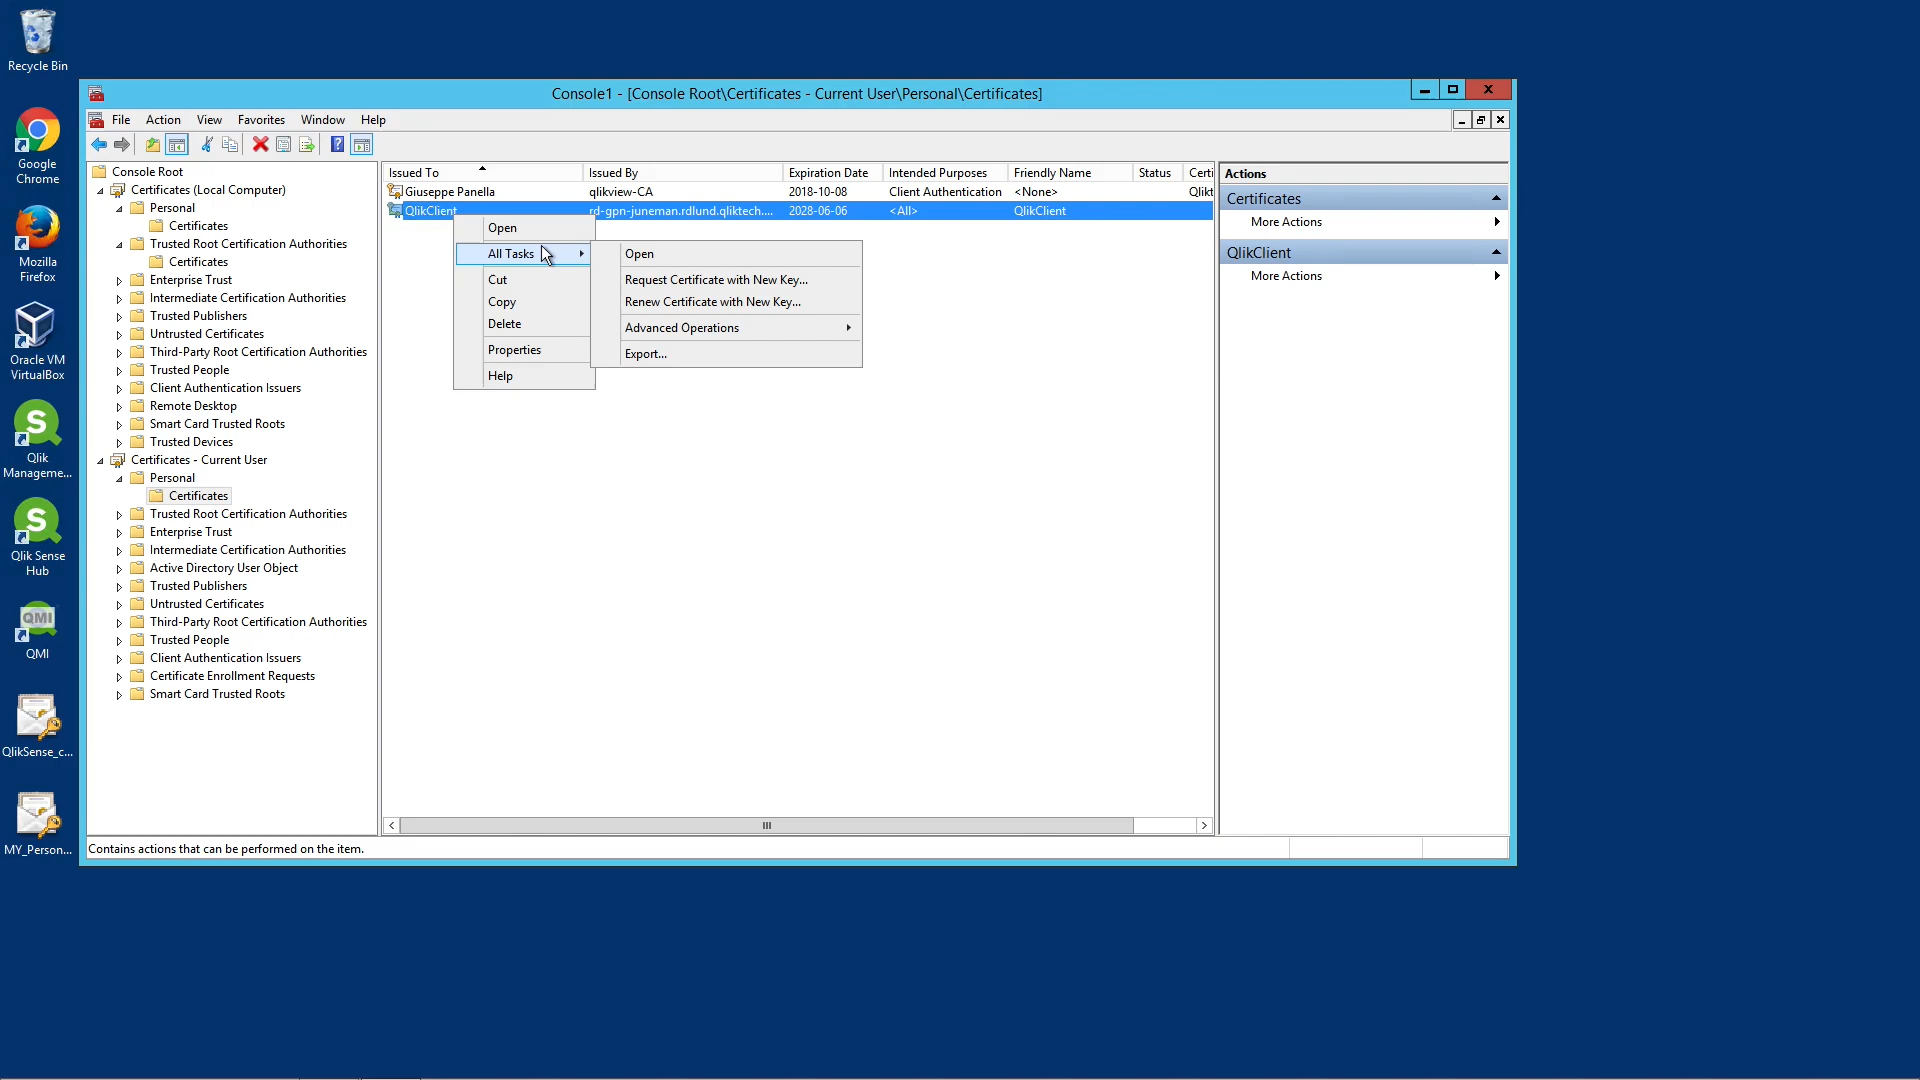 Recycle Bin
Google
Chrome
Mozilla
Firefox
Oracle VM
VirtualBox
Qlik
Manageme...
Qlik Sense
Hub
QMI
QMI
QlikSense_c...
MY_Person...
Console1 - [Console Root\Certificates - Current User\Personal\Certificates]
File Action View Favorites Window Help
Console Root
Certificates (Local Computer)
Personal
Certificates
Trusted Root Certification Authorities
Certificates
Enterprise Trust
Intermediate Certification Authorities
Trusted Publishers
Untrusted Certificates
Third-Party Root Certification Authorities
Trusted People
Client Authentication Issuers
Remote Desktop
Smart Card Trusted Roots
Trusted Devices
Certificates - Current User
Personal
Certificates
Trusted Root Certification Authorities
Enterprise Trust
Intermediate Certification Authorities
Active Directory User Object
Trusted Publishers
Untrusted Certificates
Third-Party Root Certification Authorities
Trusted People
Client Authentication Issuers
Certificate Enrollment Requests
Smart Card Trusted Roots
Issued To Issued By Expiration Date Intended Purposes Friendly Name Status Certi
Giuseppe Panella qlikview-CA 2018-10-08 Client Authentication <None> Qlikt
QlikClient rd-gpn-juneman.rdlund.qliktech.... 2028-06-06 <All> QlikClient
Open
All Tasks
Cut
Copy
Delete
Properties
Help
Open
Request Certificate with New Key...
Renew Certificate with New Key...
Advanced Operations
Export...
Actions
Certificates
More Actions
QlikClient
More Actions
Contains actions that can be performed on the item.